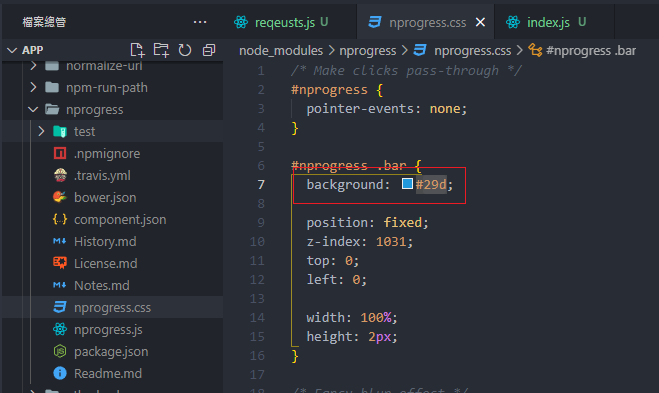 檔案總管
APP
normalize-url
npm-run-path
nprogress
test
.npmignore
.travis.yml
bower.json
component.json
History.md
License.md
Notes.md
nprogress.css
nprogress.js
package.json
Readme.md
reqeusts.js U
nprogress.css
index.js U
node_modules > nprogress > nprogress.css > #nprogress .bar
1 /* Make clicks pass-through */
2 #nprogress {
3 pointer-events: none;
4 }
5
6 #nprogress .bar {
7 background: #29d;
8
9 position: fixed;
10 z-index: 1031;
11 top: 0;
12 left: 0;
13
14 width: 100%;
15 height: 2px;
16 }
17
18 /* Fancy blur effect */